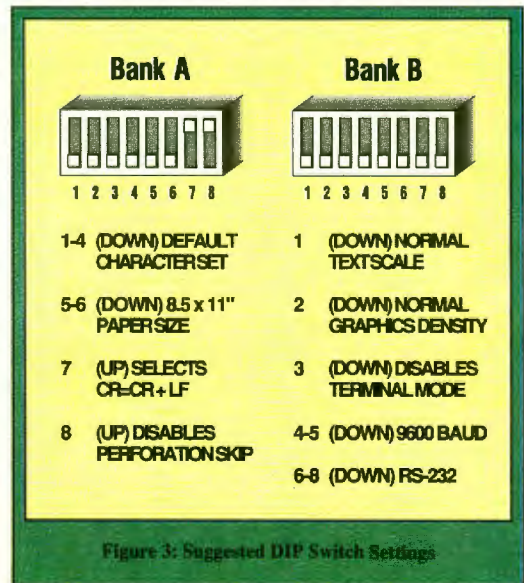 Bank A
1 2 3 4 5 6 7 8
1-4 (DOWN) DEFAULT
CHARACTER SET
5-6 (DOWN) 8.5 x 11"
PAPER SIZE
7 (UP) SELECTS
CR=CR + LF
8 (UP) DISABLES
PERFORATION SKIP
Bank B
1 2 3 4 5 6 7 8
1 (DOWN) NORMAL
TEXT SCALE
2 (DOWN) NORMAL
GRAPHICS DENSITY
3 (DOWN) DISABLES
TERMINAL MODE
4-5 (DOWN) 9600 BAUD
6-8 (DOWN) RS-232
Figure 3: Suggested DIP Switch Settings